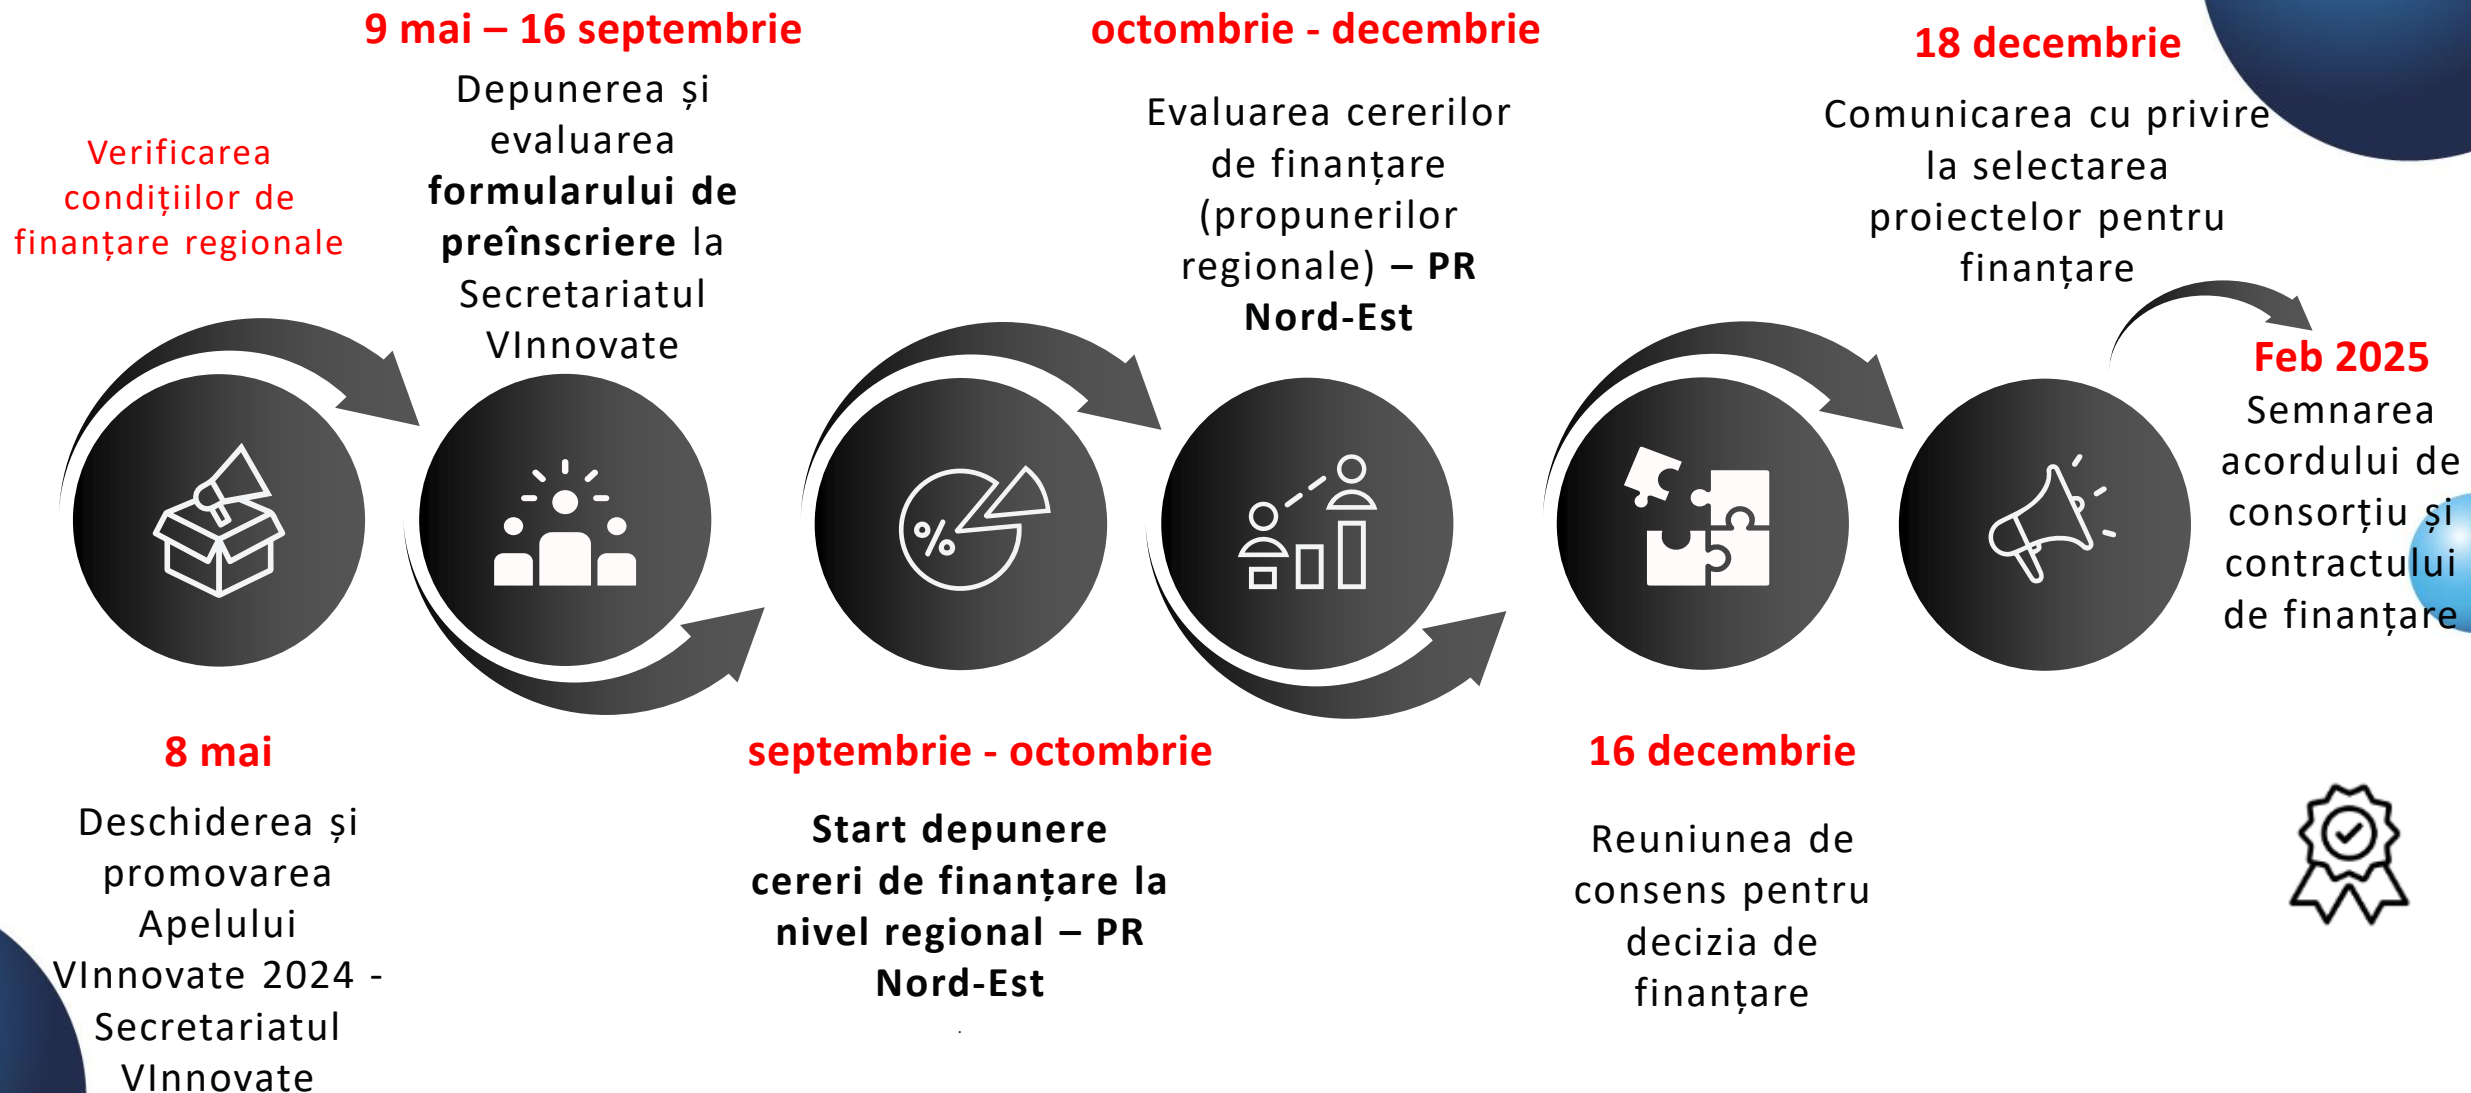 Verificarea
condițiilor de
finanțare regionale
9 mai – 16 septembrie
Depunerea și
evaluarea
formularului de
preînscriere la
Secretariatul
VInnovate
octombrie - decembrie
Evaluarea cererilor
de finanțare
(propunerilor
regionale) – PR
Nord-Est
18 decembrie
Comunicarea cu privire
la selectarea
proiectelor pentru
finanțare
Feb 2025
Semnarea
acordului de
consorțiu și
contractului
de finanțare
%
8 mai
Deschiderea și
promovarea
Apelului
VInnovate 2024 -
Secretariatul
VInnovate
septembrie - octombrie
Start depunere
cereri de finanțare la
nivel regional – PR
Nord-Est
.
16 decembrie
Reuniunea de
consens pentru
decizia de
finanțare